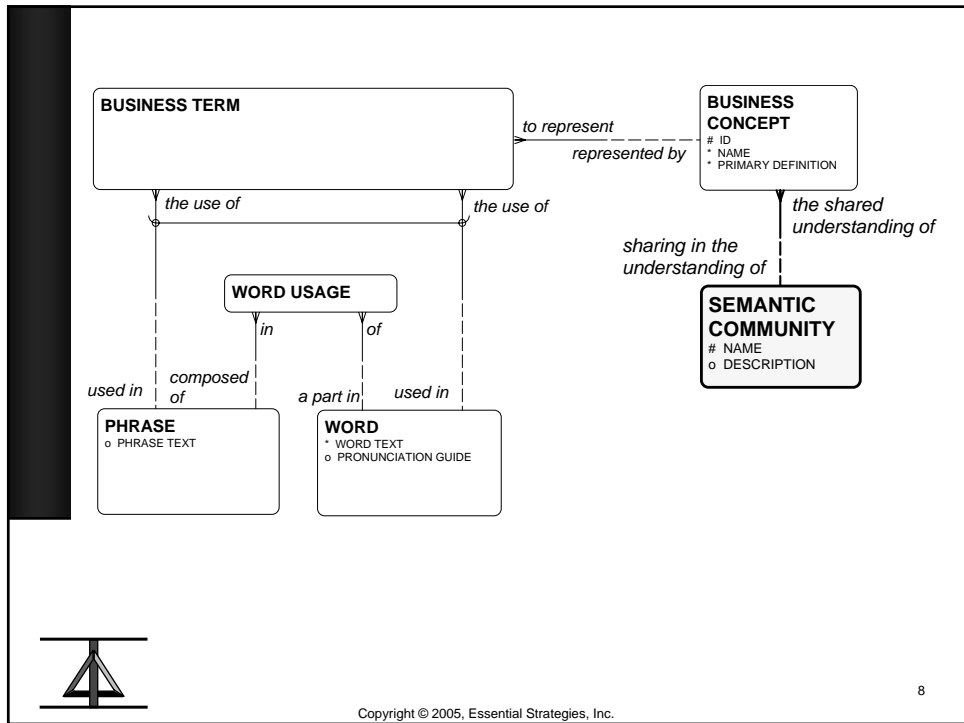 BUSINESS TERM
to represent
represented by
BUSINESS
CONCEPT
# ID
* NAME
* PRIMARY DEFINITION
the use of
the use of
the shared
understanding of
sharing in the
understanding of
WORD USAGE
in
of
SEMANTIC
COMMUNITY
# NAME
o DESCRIPTION
used in
composed
of
a part in
used in
PHRASE
o PHRASE TEXT
WORD
* WORD TEXT
o PRONUNCIATION GUIDE
8
Copyright © 2005, Essential Strategies, Inc.